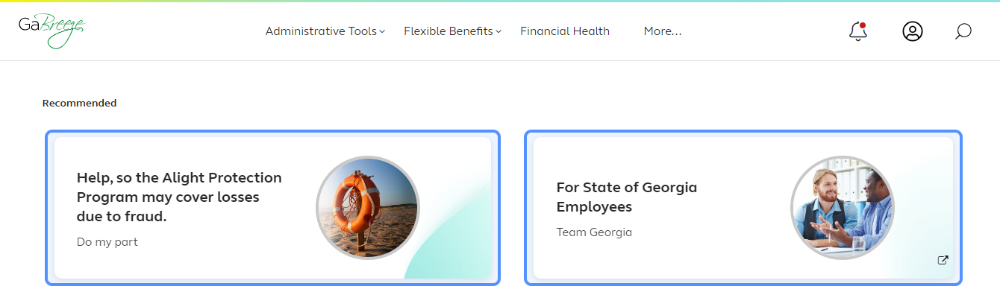 GaBreeze
Administrative Tools Flexible Benefits Financial Health More...
Recommended
Help, so the Alight Protection
Program may cover losses
due to fraud.
Do my part
For State of Georgia
Employees
Team Georgia